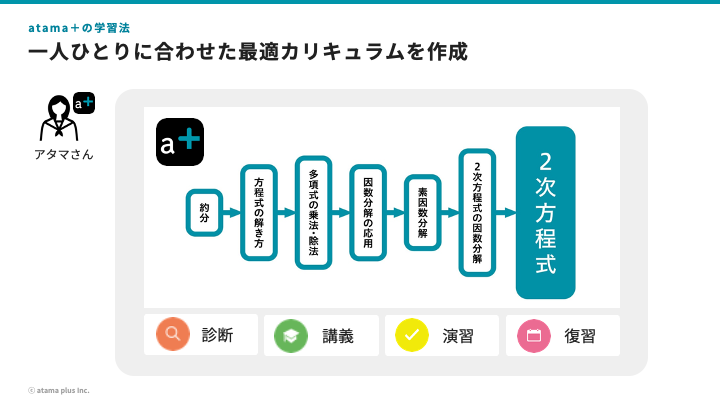 atama＋の学習法
一人ひとりに合わせた最適カリキュラムを作成
a+
アタマさん
a+
約分
方程式の解き方
多項式の乗法・除法
因数分解の応用
素因数分解
2次方程式の因数分解
2次方程式
診断
講義
演習
復習
ⓒ atama plus Inc.